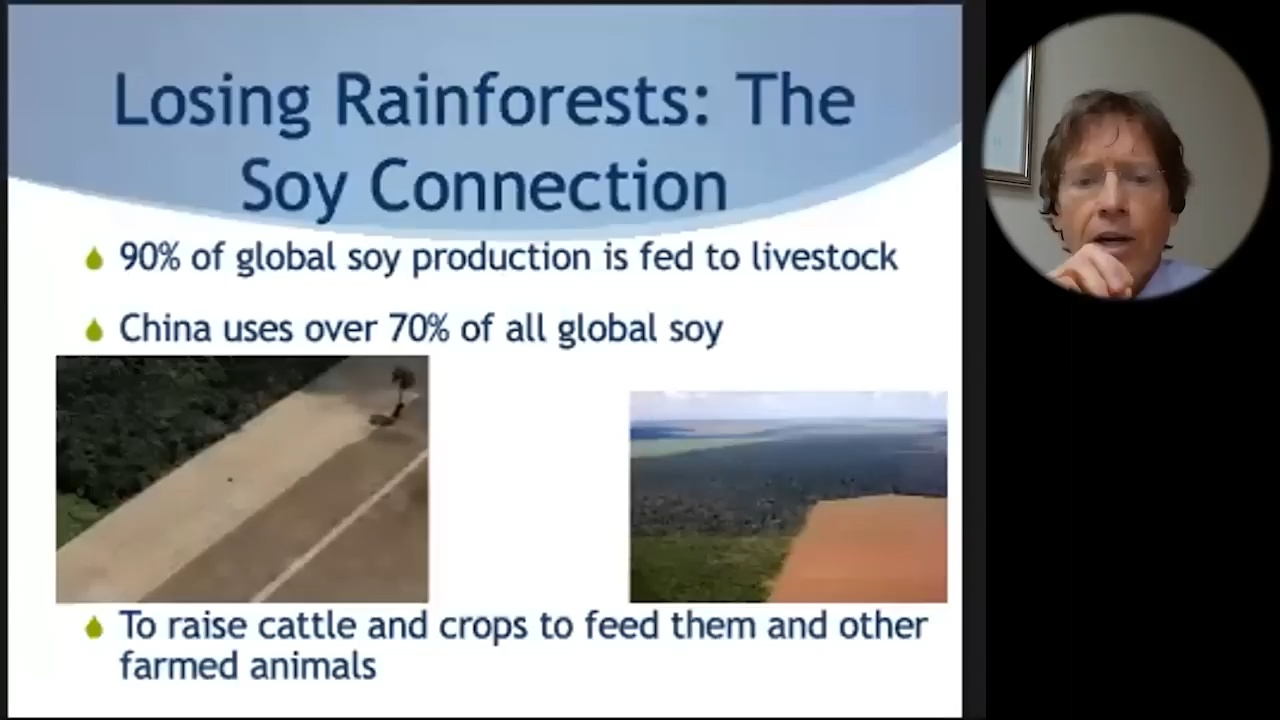 Losing Rainforests: The
Soy Connection
90% of global soy production is fed to livestock
China uses over 70% of all global soy
To raise cattle and crops to feed them and other
farmed animals